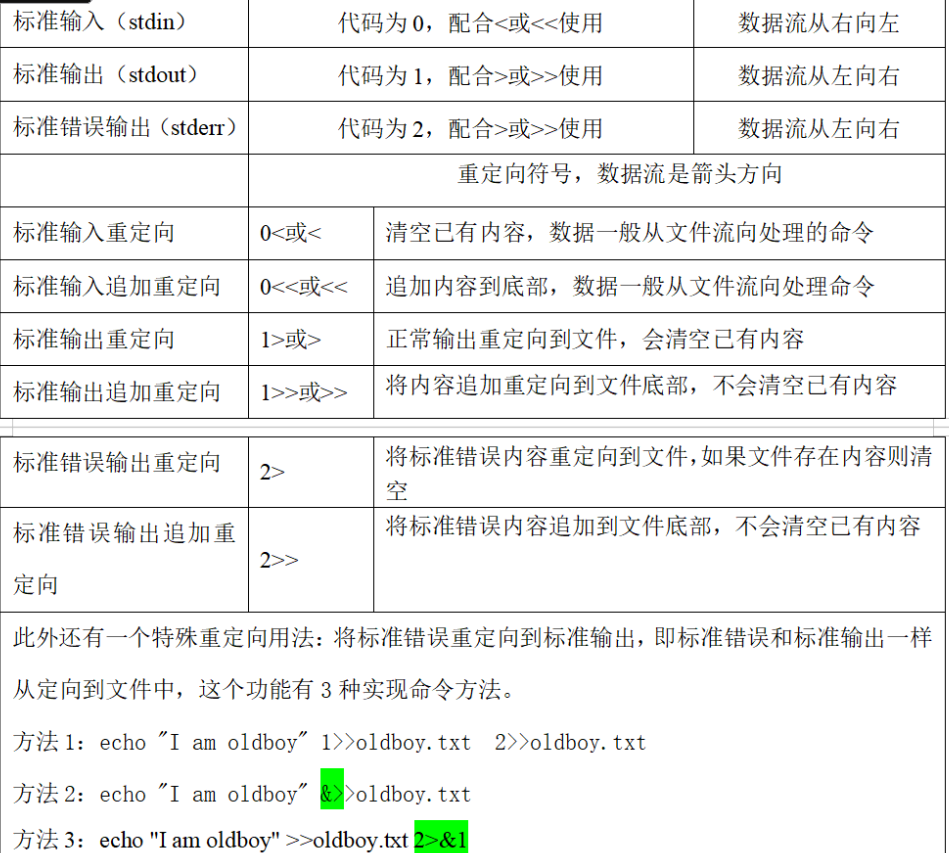 标准输入（stdin） 代码为 0，配合<或<<使用 数据流从右向左
标准输出（stdout） 代码为 1，配合>或>>使用 数据流从左向右
标准错误输出（stderr） 代码为 2，配合>或>>使用 数据流从左向右
重定向符号，数据流是箭头方向
标准输入重定向 0<或< 清空已有内容，数据一般从文件流向处理的命令
标准输入追加重定向 0<<或<< 追加内容到底部，数据一般从文件流向处理命令
标准输出重定向 1>或> 正常输出重定向到文件，会清空已有内容
标准输出追加重定向 1>>或>> 将内容追加重定向到文件底部，不会清空已有内容
标准错误输出重定向 2> 将标准错误内容重定向到文件，如果文件存在内容则清
空
标准错误输出追加重 2>> 将标准错误内容追加到文件底部，不会清空已有内容
定向
此外还有一个特殊重定向用法：将标准错误重定向到标准输出，即标准错误和标准输出一样
从定向到文件中，这个功能有 3 种实现命令方法。
方法 1：echo "I am oldboy" 1>>oldboy.txt 2>>oldboy.txt
方法 2：echo "I am oldboy" &>>oldboy.txt
方法 3：echo "I am oldboy" >>oldboy.txt 2>&1